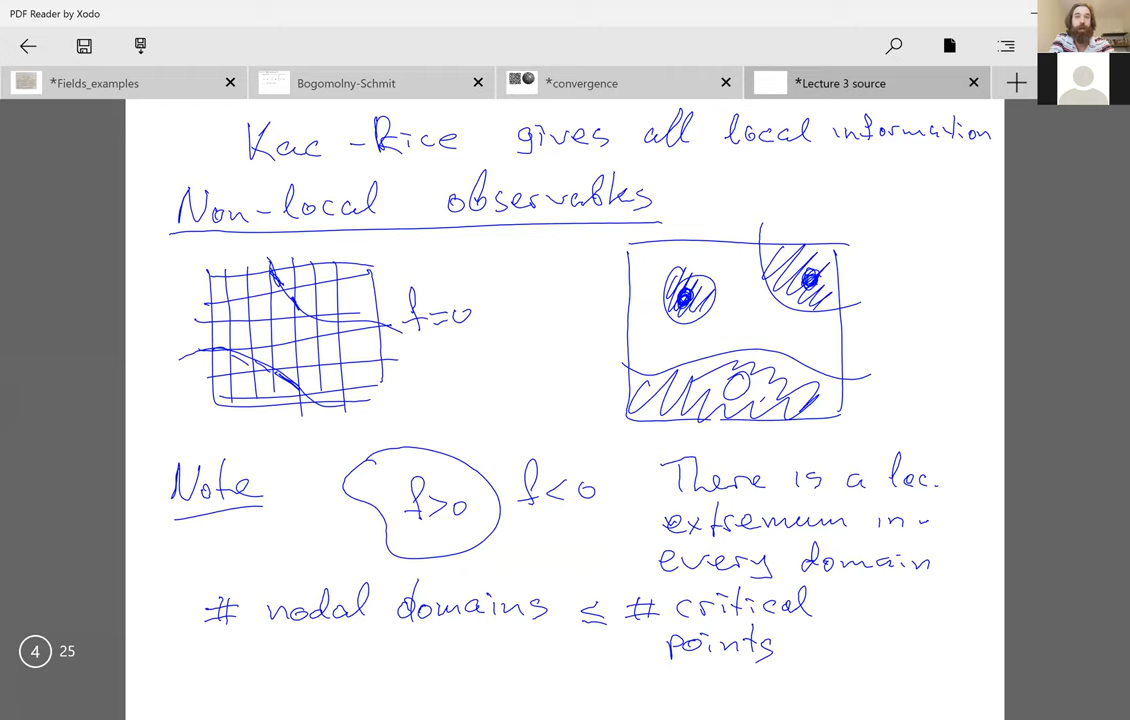 PDF Reader by Xodo
*Fields_examples
Bogomolny-Schmit
*convergence
*Lecture 3 source
Kac-Rice gives all local information
Non-local observables
f=0
Note
f>0
f<0
There is a loc.
extremum in
every domain
# nodal domains ≤ # critical
points
4 25